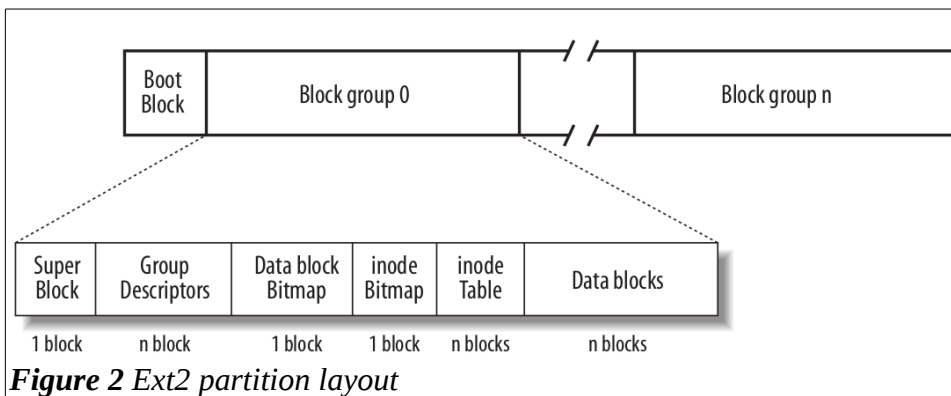 Boot
Block
Block group 0
Block group n
Super
Block
Group
Descriptors
Data block
Bitmap
inode
Bitmap
inode
Table
Data blocks
1 block
n block
1 block
1 block
n blocks
n blocks
Figure 2 Ext2 partition layout